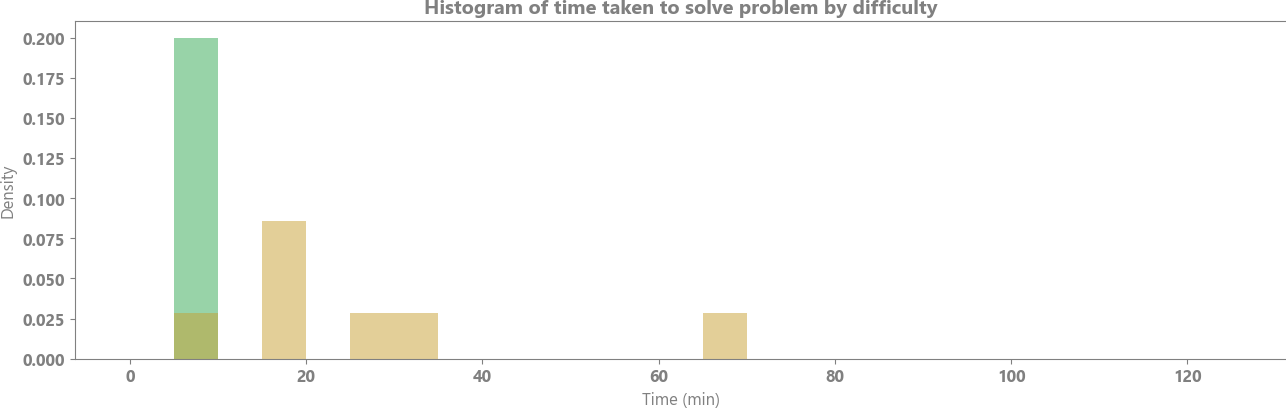 Histogram of time taken to solve problem by difficulty
Density
0.200
0.175
0.150
0.125
0.100
0.075
0.050
0.025
0.000
0 20 40 60 80 100 120
Time (min)